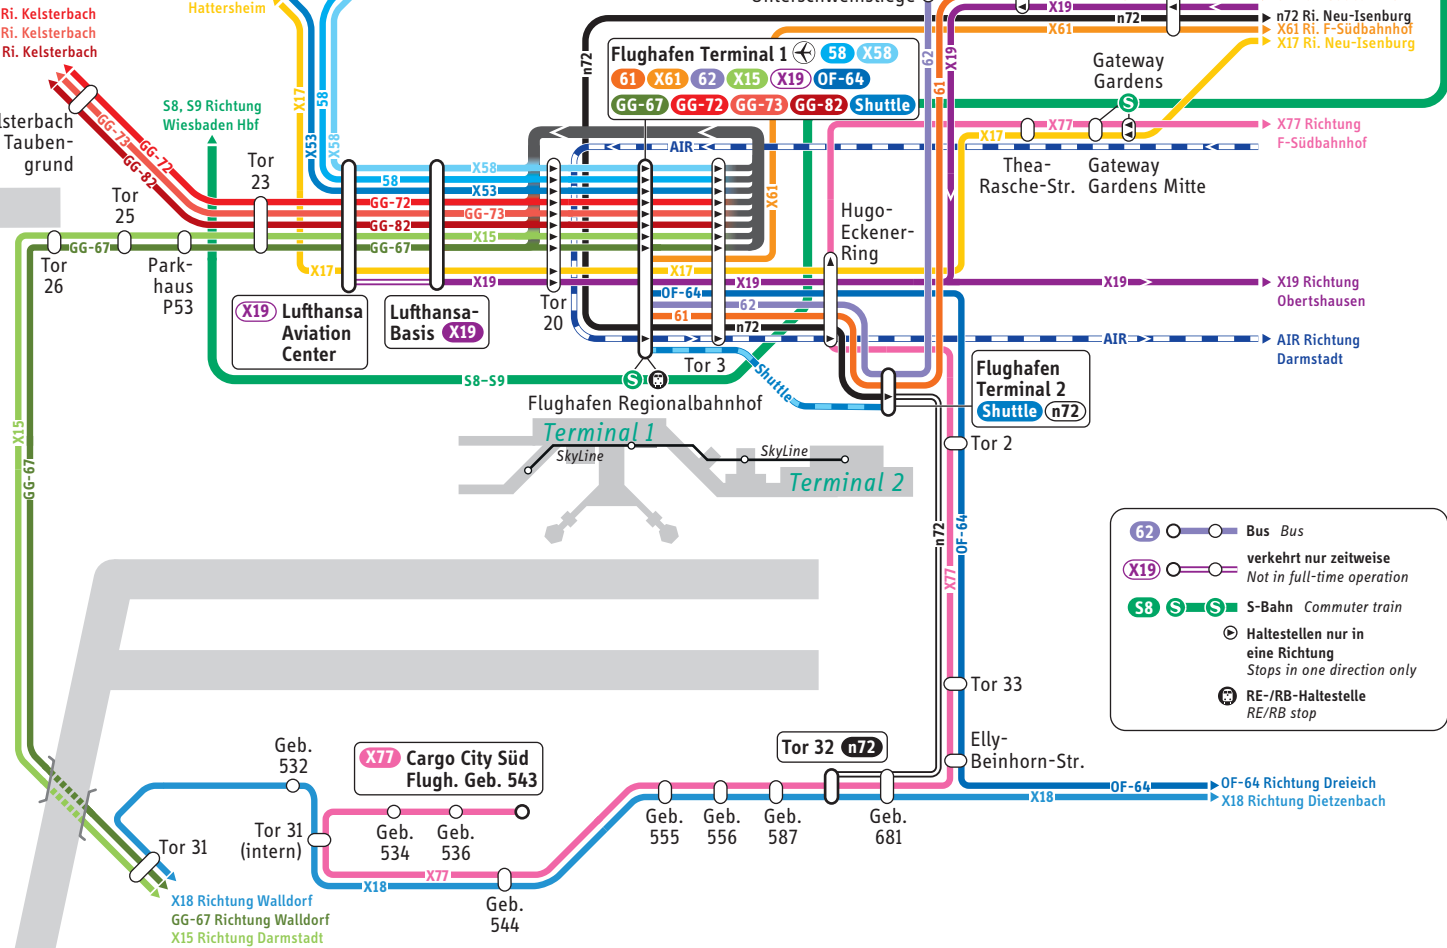 Ri. Kelsterbach
Ri. Kelsterbach
Ri. Kelsterbach
Hattersheim
X17
X53
58
X58
S8, S9 Richtung
Wiesbaden Hbf
GG-72
GG-73
GG-82
Tauben-
grund
n72
Flughafen Terminal 1 58 X58
61 X61 62 X15 X19 OF-64
GG-67 GG-72 GG-73 GG-82 Shuttle
62
X19
61
X19
n72
X61
n72 Ri. Neu-Isenburg
X61 Ri. F-Südbahnhof
X17 Ri. Neu-Isenburg
Gateway
Gardens
S
X77
X17
X77 Richtung
F-Südbahnhof
Thea-
Rasche-Str.
Gateway
Gardens Mitte
AIR
X61
Tor
23
Tor
25
Tor
26
Park-
haus
P53
GG-67
X58
58
X53
GG-72
GG-73
GG-82
X15
GG-67
X17
X19
X17
X19
OF-64
62
61
n72
Hugo-
Eckener-
Ring
X19
X19 Richtung
Obertshausen
AIR
AIR Richtung
Darmstadt
X19 Lufthansa
Aviation
Center
Lufthansa-
Basis X19
Tor
20
Tor 3
Shuttle
S8-S9
S
Flughafen Regionalbahnhof
Flughafen
Terminal 2
Shuttle n72
Terminal 1
SkyLine
SkyLine
Terminal 2
X15
GG-67
Tor 2
n72
OF-64
X77
Tor 33
Elly-
Beinhorn-Str.
62 Bus Bus
X19 verkehrt nur zeitweise
Not in full-time operation
S8 S S S-Bahn Commuter train
Haltestellen nur in
eine Richtung
Stops in one direction only
RE-/RB-Haltestelle
RE/RB stop
Geb.
532
X77 Cargo City Süd
Flugh. Geb. 543
Tor 32 n72
OF-64
OF-64 Richtung Dreieich
X18
X18 Richtung Dietzenbach
Geb.
534
Geb.
536
Tor 31
(intern)
Geb.
555
Geb.
556
Geb.
587
Geb.
681
Tor 31
X77
X18
Geb.
544
X18 Richtung Walldorf
GG-67 Richtung Walldorf
X15 Richtung Darmstadt